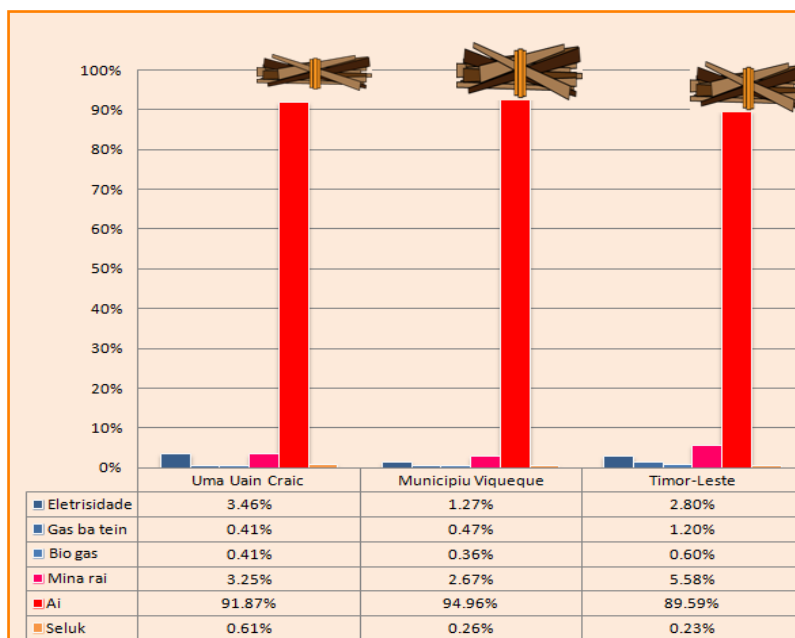 100%
90%
80%
70%
60%
50%
40%
30%
20%
10%
0%
Uma Uain Craic Municipiu Viqueque Timor-Leste
Eletrisidade 3.46% 1.27% 2.80%
Gas ba tein 0.41% 0.47% 1.20%
Bio gas 0.41% 0.36% 0.60%
Mina rai 3.25% 2.67% 5.58%
Ai 91.87% 94.96% 89.59%
Seluk 0.61% 0.26% 0.23%